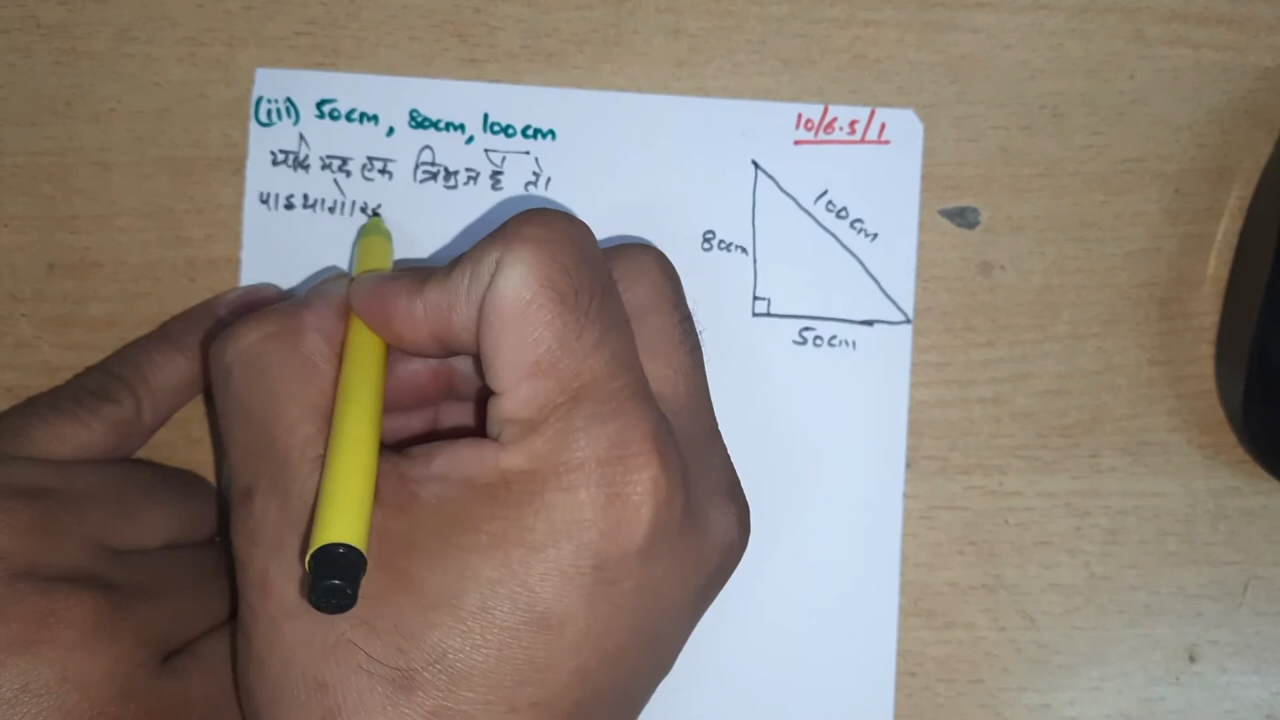 (iii) 50cm, 80cm, 100cm
10/6.5/1
यदि यह एक त्रिभुज है तो
पाइथागोरस
100cm
80cm
50cm